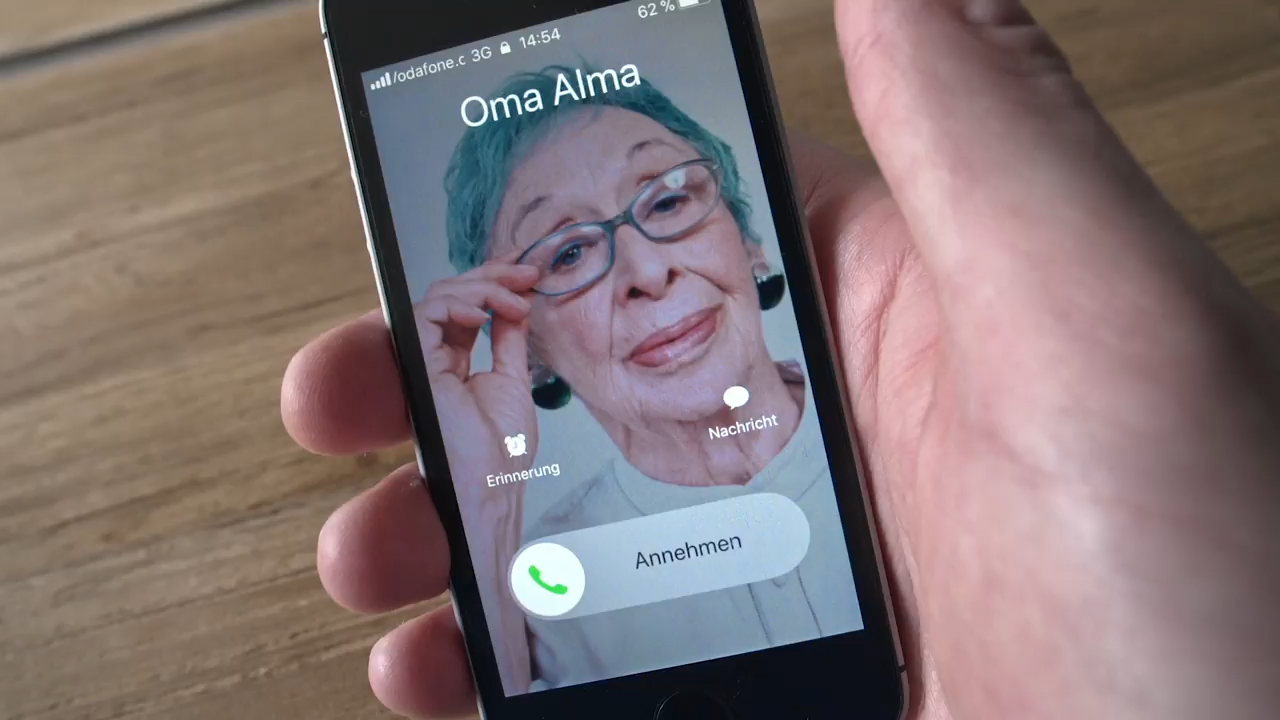 62 %
/odafone.c 3G 14:54
Oma Alma
Nachricht
Erinnerung
Annehmen